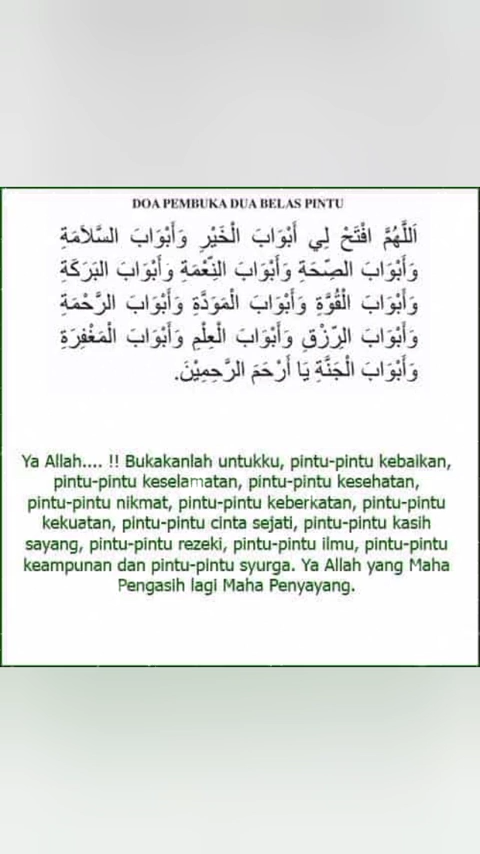 DOA PEMBUKA DUA BELAS PINTU
اَللَّهُمَّ افْتَحْ لِي أَبْوَابَ الْخَيْرِ وَأَبْوَابَ السَّلاَمَةِ
وَأَبْوَابَ الصِّحَةِ وَأَبْوَابَ النِّعْمَةِ وَأَبْوَابَ البَرَكَةِ
وَأَبْوَابَ الْقُوَّةِ وَأَبْوَابَ الْمَوَدَّةِ وَأَبْوَابَ الرَّحْمَةِ
وَأَبْوَابَ الرِّزْقِ وَأَبْوَابَ الْعِلْمِ وَأَبْوَابَ الْمَغْفِرَةِ
وَأَبْوَابَ الْجَنَّةِ يَا أَرْحَمَ الرَّحِمِيْنَ.
Ya Allah.... !! Bukakanlah untukku, pintu-pintu kebaikan,
pintu-pintu keselamatan, pintu-pintu kesehatan,
pintu-pintu nikmat, pintu-pintu keberkatan, pintu-pintu
kekuatan, pintu-pintu cinta sejati, pintu-pintu kasih
sayang, pintu-pintu rezeki, pintu-pintu ilmu, pintu-pintu
keampunan dan pintu-pintu syurga. Ya Allah yang Maha
Pengasih lagi Maha Penyayang.